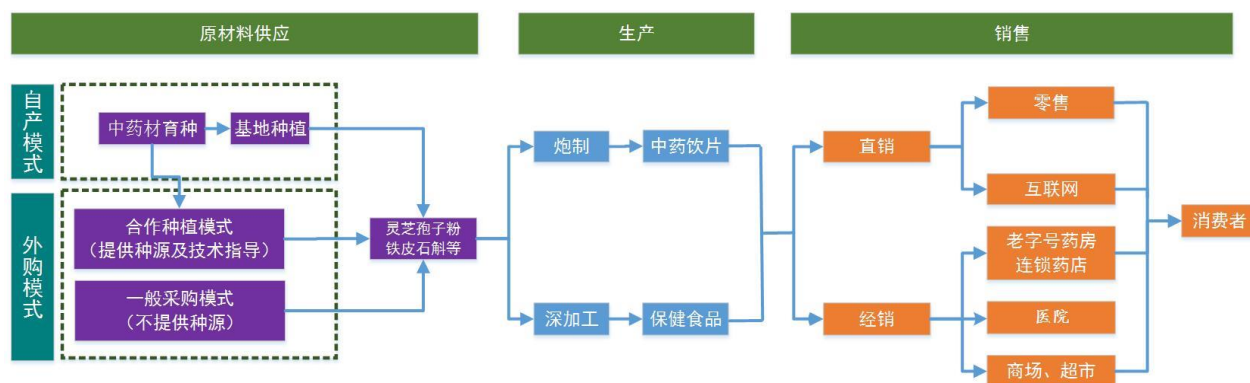 原材料供应
生产
销售
自产模式
中药材育种
基地种植
外购模式
合作种植模式
（提供种源及技术指导）
一般采购模式
（不提供种源）
灵芝孢子粉
铁皮石斛等
炮制
中药饮片
深加工
保健食品
直销
经销
零售
互联网
老字号药房
连锁药店
医院
商场、超市
消费者